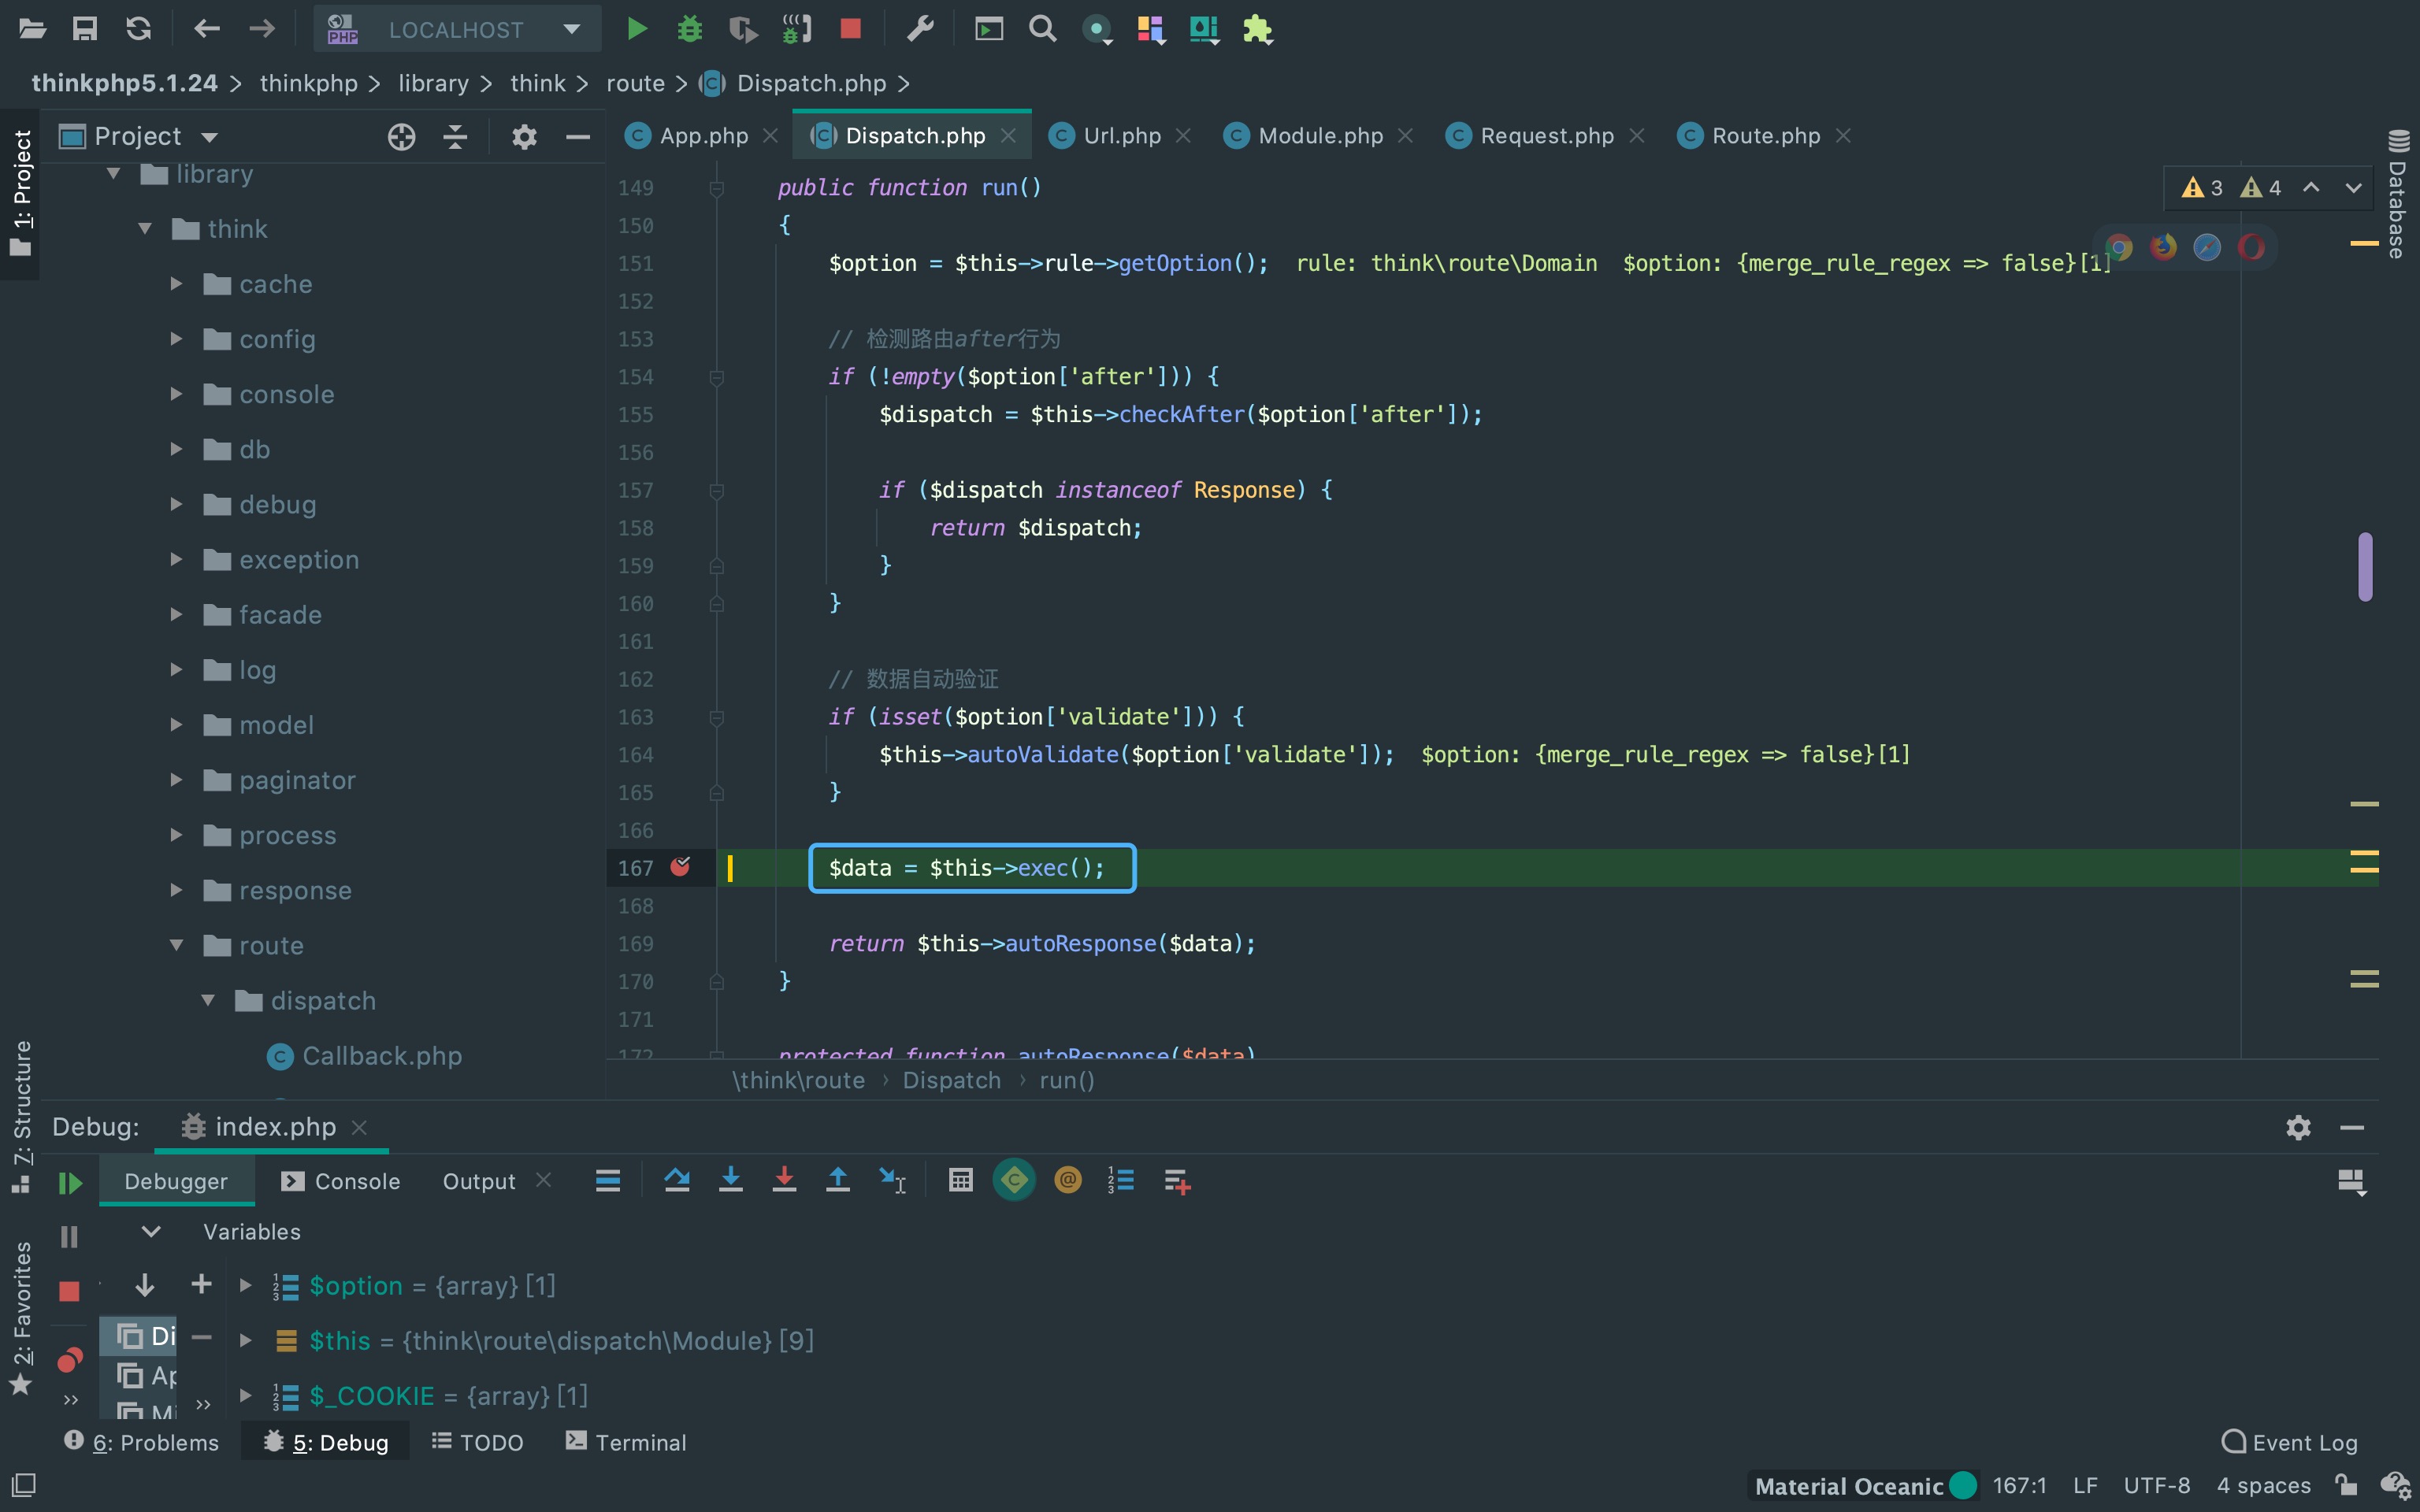 LOCALHOST
thinkphp5.1.24 > thinkphp > library > think > route > Dispatch.php >
Project
App.php Dispatch.php Url.php Module.php Request.php Route.php
1: Project
7: Structure
2: Favorites
Database
library
think
cache
config
console
db
debug
exception
facade
log
model
paginator
process
response
route
dispatch
Callback.php
3 4
149 public function run()
150 {
151 $option = $this->rule->getOption(); rule: think\route\Domain $option: {merge_rule_regex => false}[1]
152
153 // 检测路由after行为
154 if (!empty($option['after'])) {
155 $dispatch = $this->checkAfter($option['after']);
156
157 if ($dispatch instanceof Response) {
158 return $dispatch;
159 }
160 }
161
162 // 数据自动验证
163 if (isset($option['validate'])) {
164 $this->autoValidate($option['validate']); $option: {merge_rule_regex => false}[1]
165 }
166
167 $data = $this->exec();
168
169 return $this->autoResponse($data);
170 }
171
172 protected function autoResponse($data)
\think\route › Dispatch › run()
Debug: index.php
Debugger Console Output
Variables
Di
Ap
Mi
$option = {array} [1]
$this = {think\route\dispatch\Module} [9]
$_COOKIE = {array} [1]
6: Problems 5: Debug TODO Terminal Event Log
Material Oceanic 167:1 LF UTF-8 4 spaces